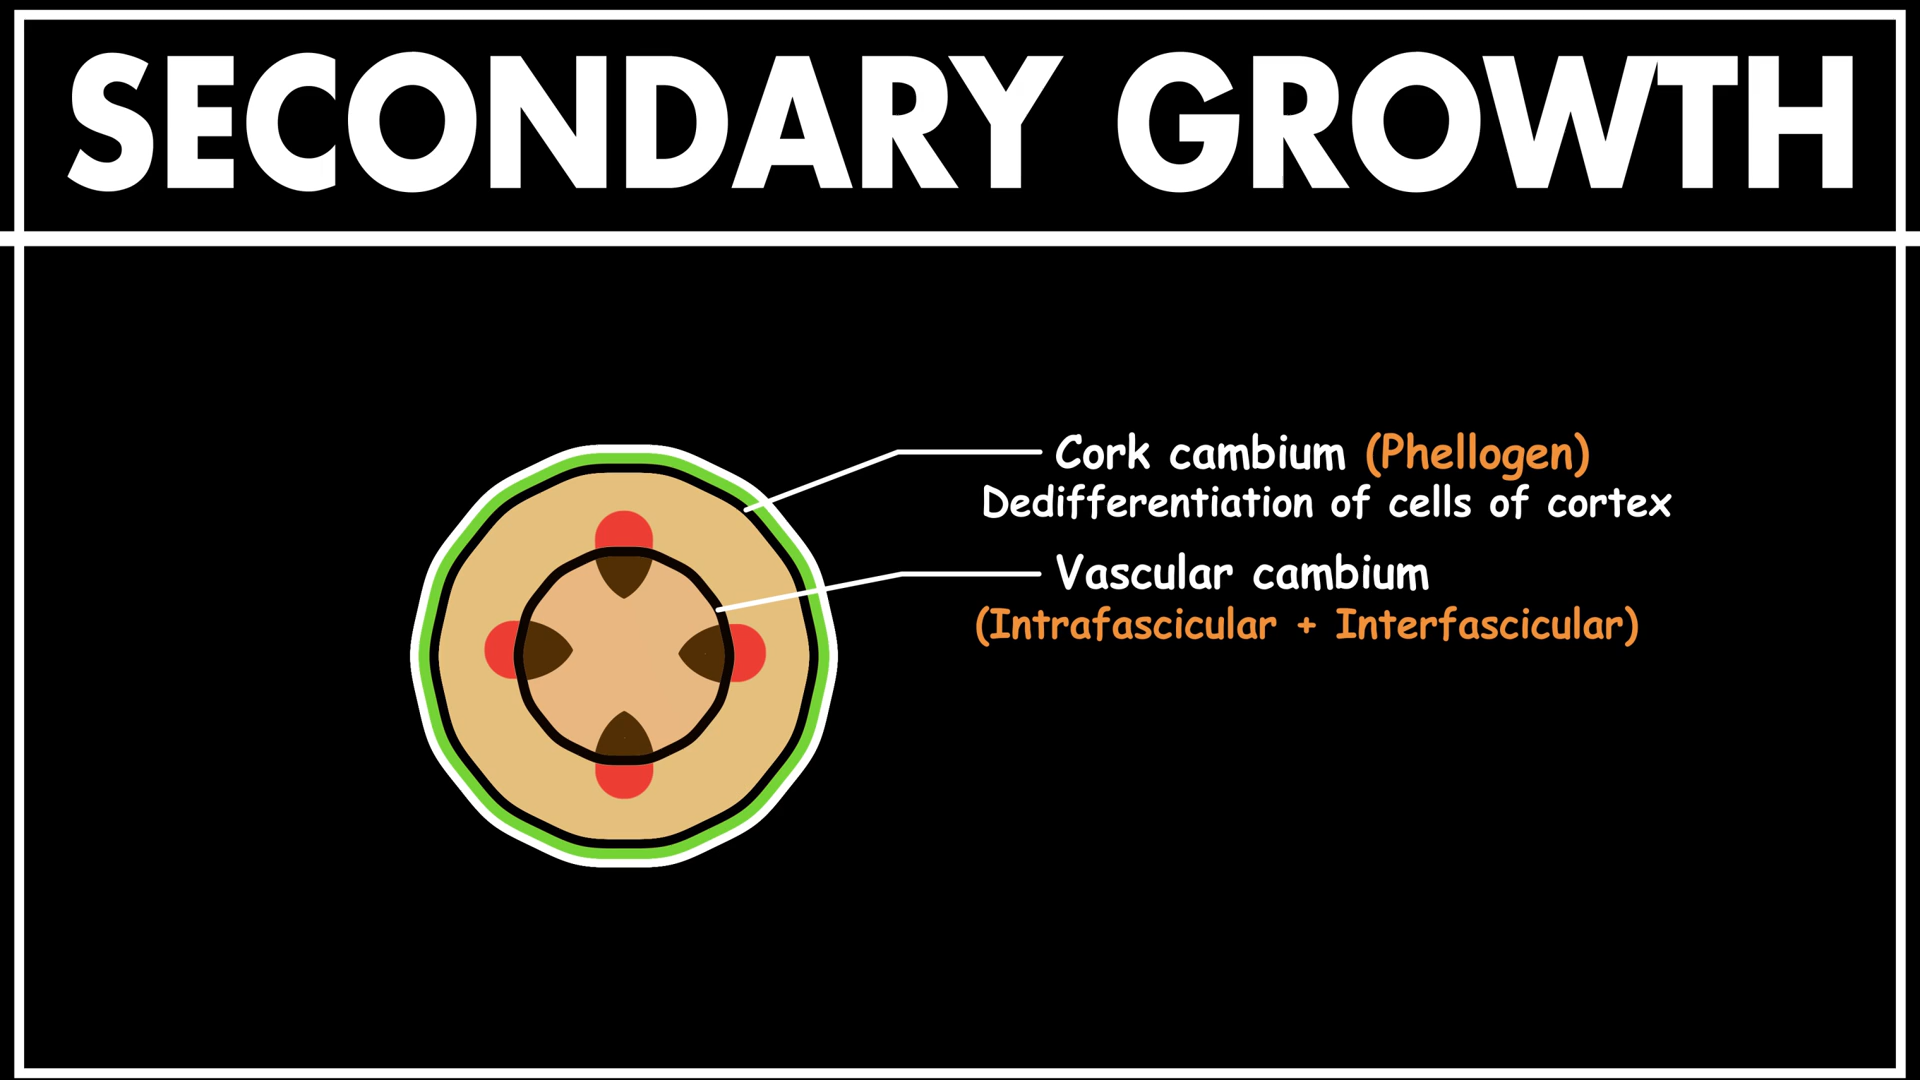 SECONDARY GROWTH
Cork cambium (Phellogen)
Dedifferentiation of cells of cortex
Vascular cambium
(Intrafascicular + Interfascicular)